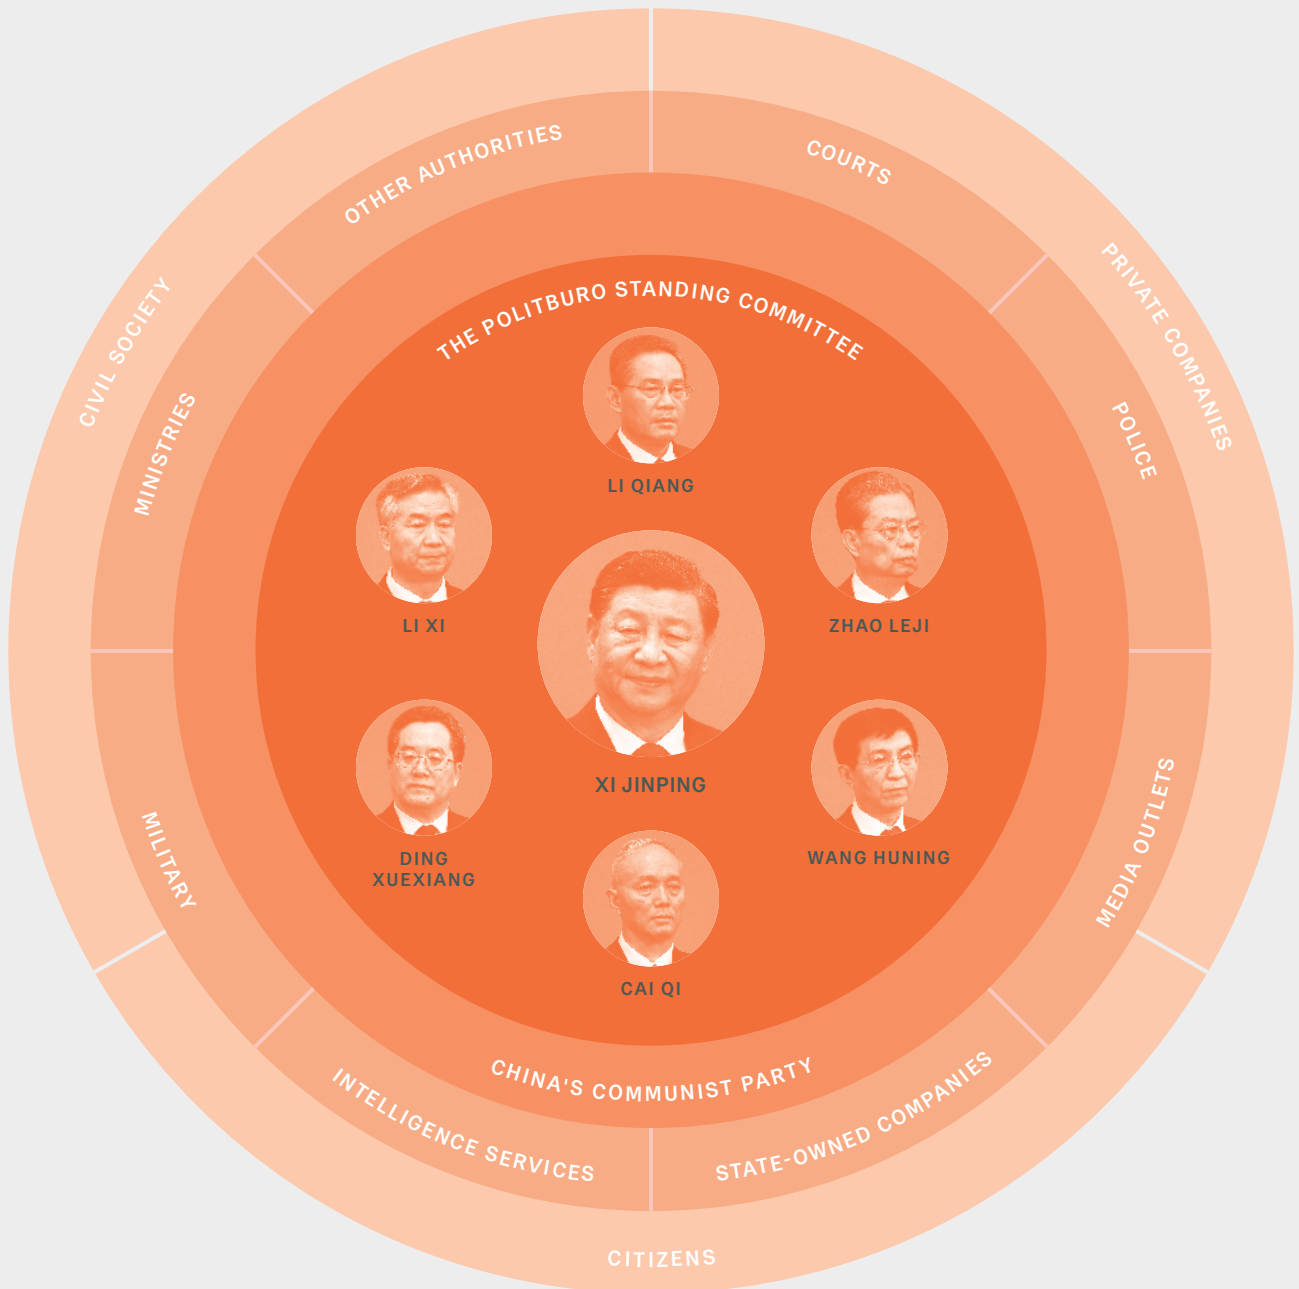 OTHER AUTHORITIES
COURTS
CIVIL SOCIETY
PRIVATE COMPANIES
THE POLITBURO STANDING COMMITTEE
MINISTRIES
POLICE
LI QIANG
LI XI
ZHAO LEJI
XI JINPING
DING
XUEXIANG
WANG HUNING
CAI QI
MILITARY
MEDIA OUTLETS
CHINA'S COMMUNIST PARTY
INTELLIGENCE SERVICES
STATE-OWNED COMPANIES
CITIZENS